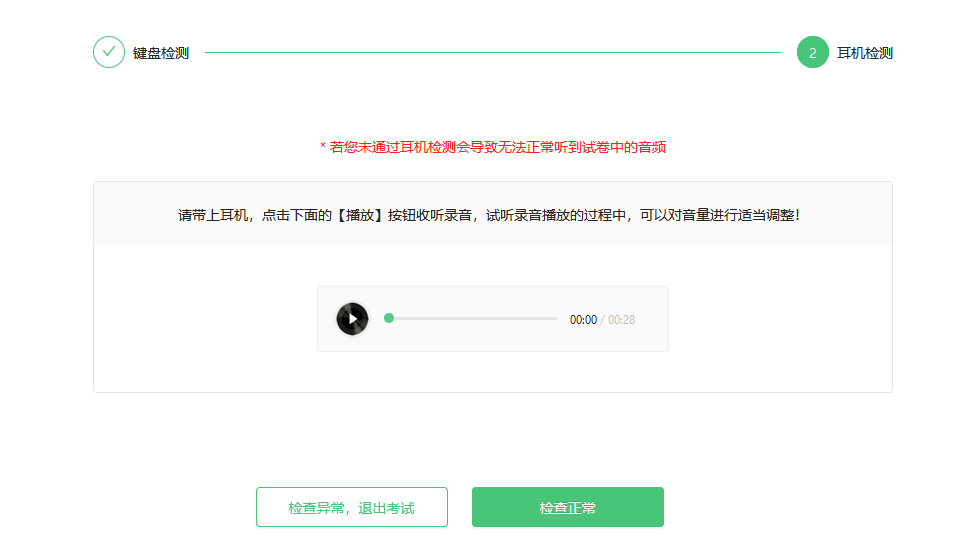 键盘检测
2 耳机检测
* 若您未通过耳机检测会导致无法正常听到试卷中的音频
请带上耳机，点击下面的【播放】按钮收听录音，试听录音播放的过程中，可以对音量进行适当调整！
00:00 / 00:28
检查异常，退出考试
检查正常